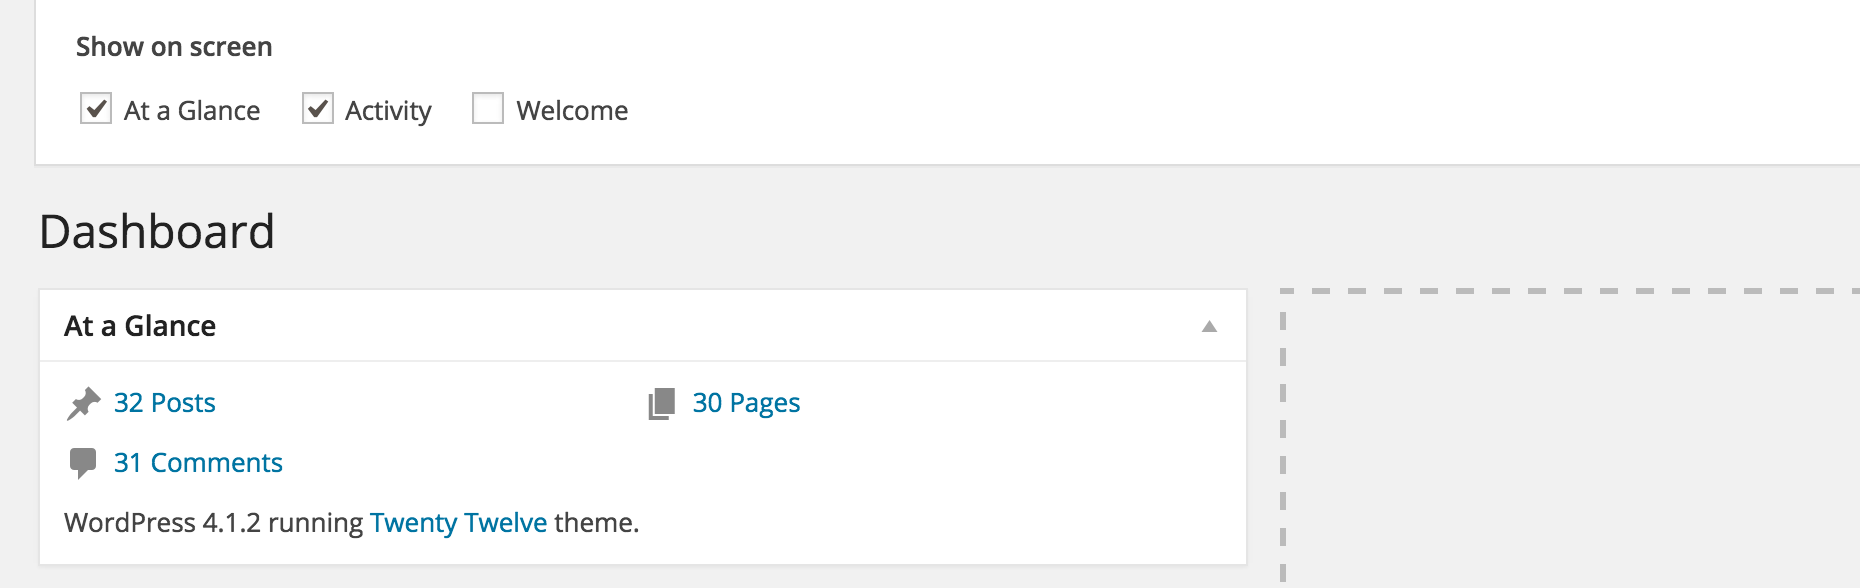 Show on screen
At a Glance Activity Welcome
Dashboard
At a Glance
32 Posts 30 Pages
31 Comments
WordPress 4.1.2 running Twenty Twelve theme.